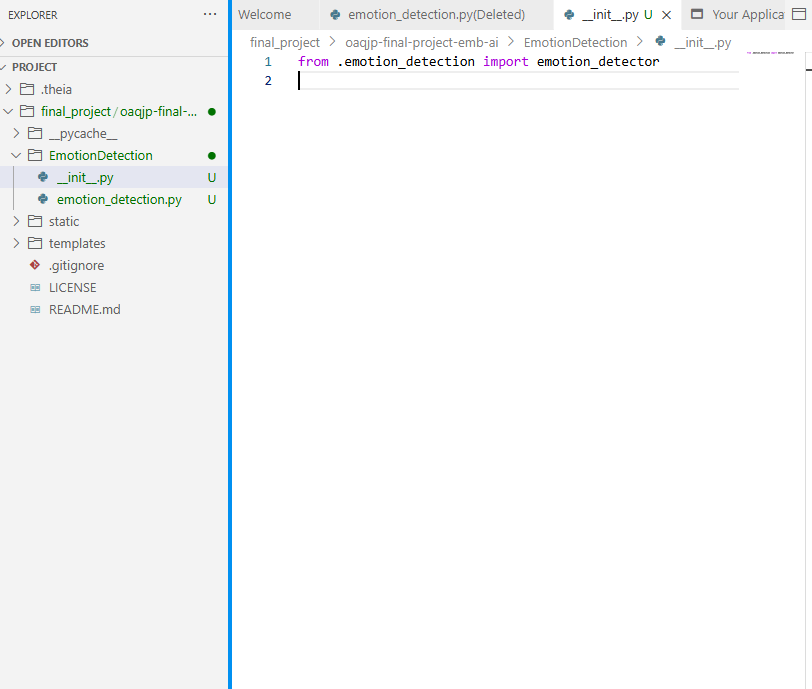 EXPLORER
OPEN EDITORS
PROJECT
.theia
final_project / oaqjp-final-...
__pycache__
EmotionDetection
__init__.py U
emotion_detection.py U
static
templates
.gitignore
LICENSE
README.md
Welcome
emotion_detection.py(Deleted)
__init__.py U
Your Applica
final_project > oaqjp-final-project-emb-ai > EmotionDetection > __init__.py
1 from .emotion_detection import emotion_detector
2